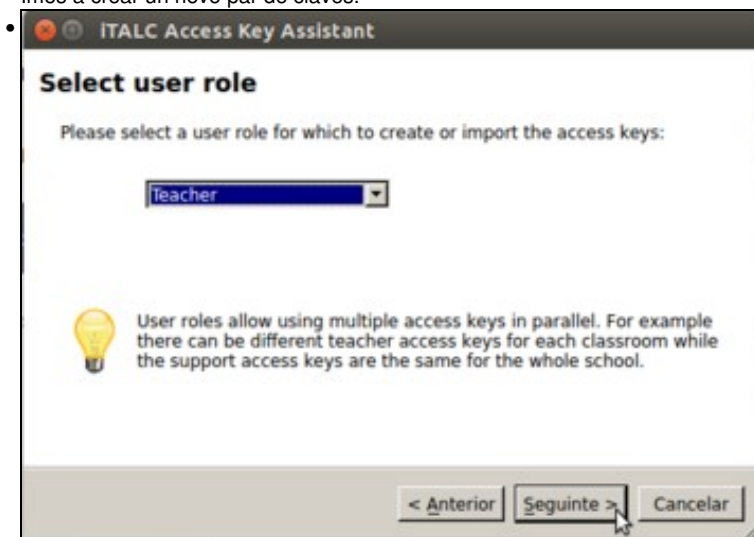 imos a crear un novo par de claves.
iTALC Access Key Assistant
Select user role
Please select a user role for which to create or import the access keys:
Teacher
User roles allow using multiple access keys in parallel. For example
there can be different teacher access keys for each classroom while
the support access keys are the same for the whole school.
< Anterior Seguinte > Cancelar